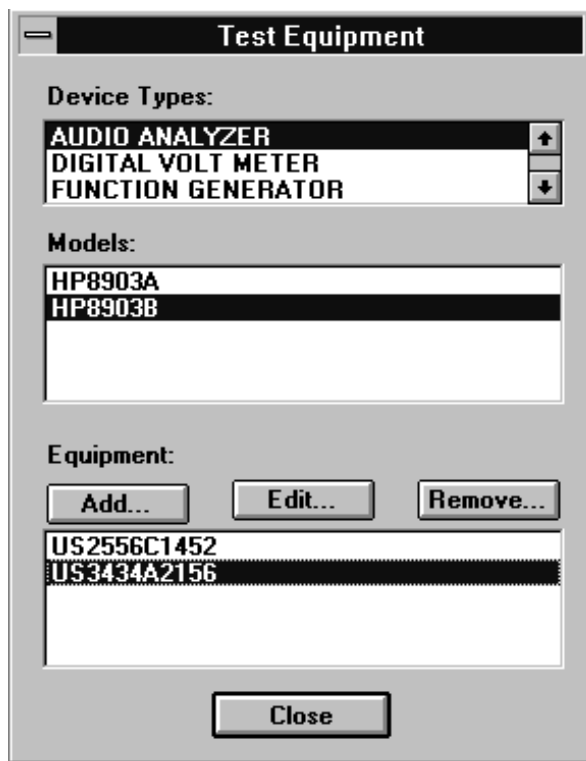 Test Equipment
Device Types:
AUDIO ANALYZER
DIGITAL VOLT METER
FUNCTION GENERATOR
Models:
HP8903A
HP8903B
Equipment:
Add... Edit... Remove...
US2556C1452
US3434A2156
Close